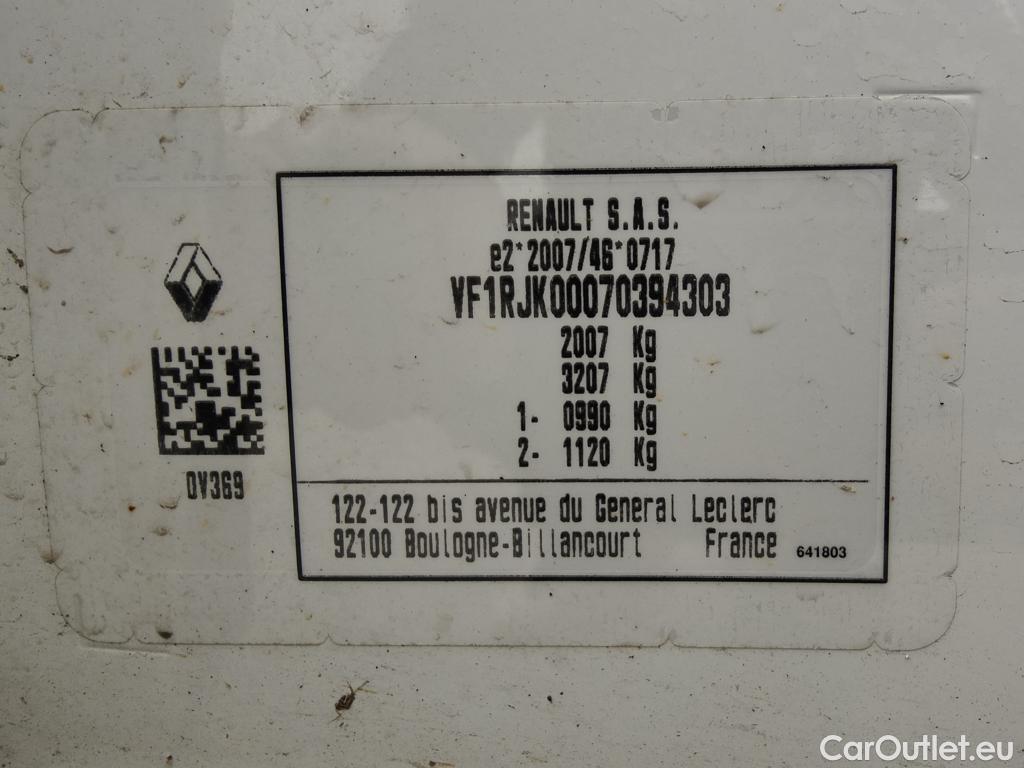 RENAULT S.A.S.
e2*2007/46*0717
VF1RJK00070394303
2007 Kg
3207 Kg
1- 0990 Kg
2- 1120 Kg
0V369
122-122 bis avenue du General Leclerc
92100 Boulogne-Billancourt France 641803
CarOutlet.eu